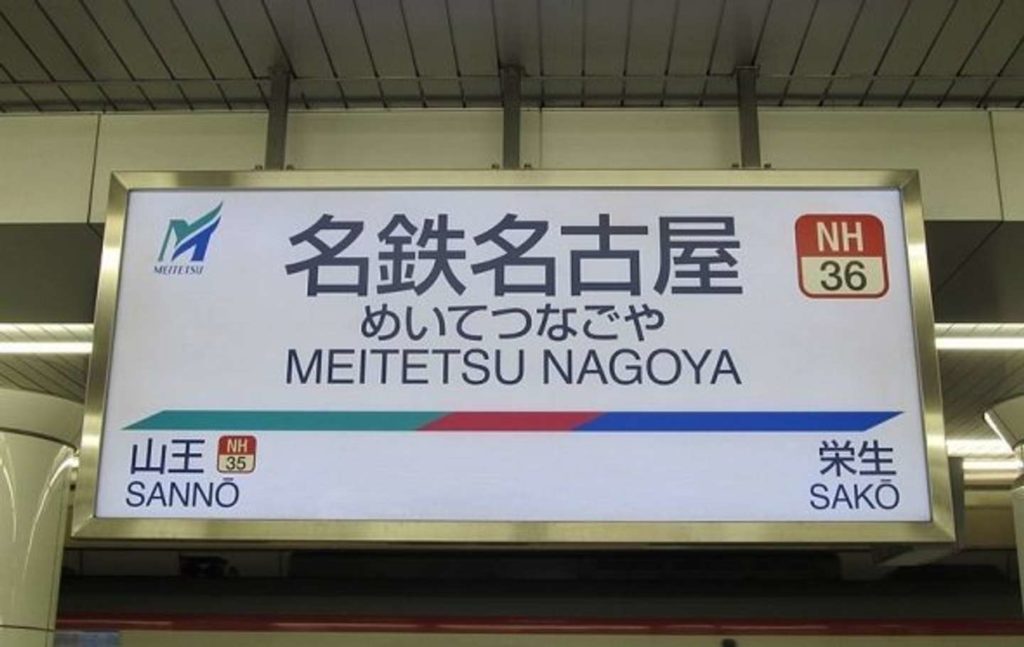 MEITETSU
名鉄名古屋
めいてつなごや
MEITETSU NAGOYA
NH
36
山王
NH
35
SANNŌ
栄生
SAKŌ